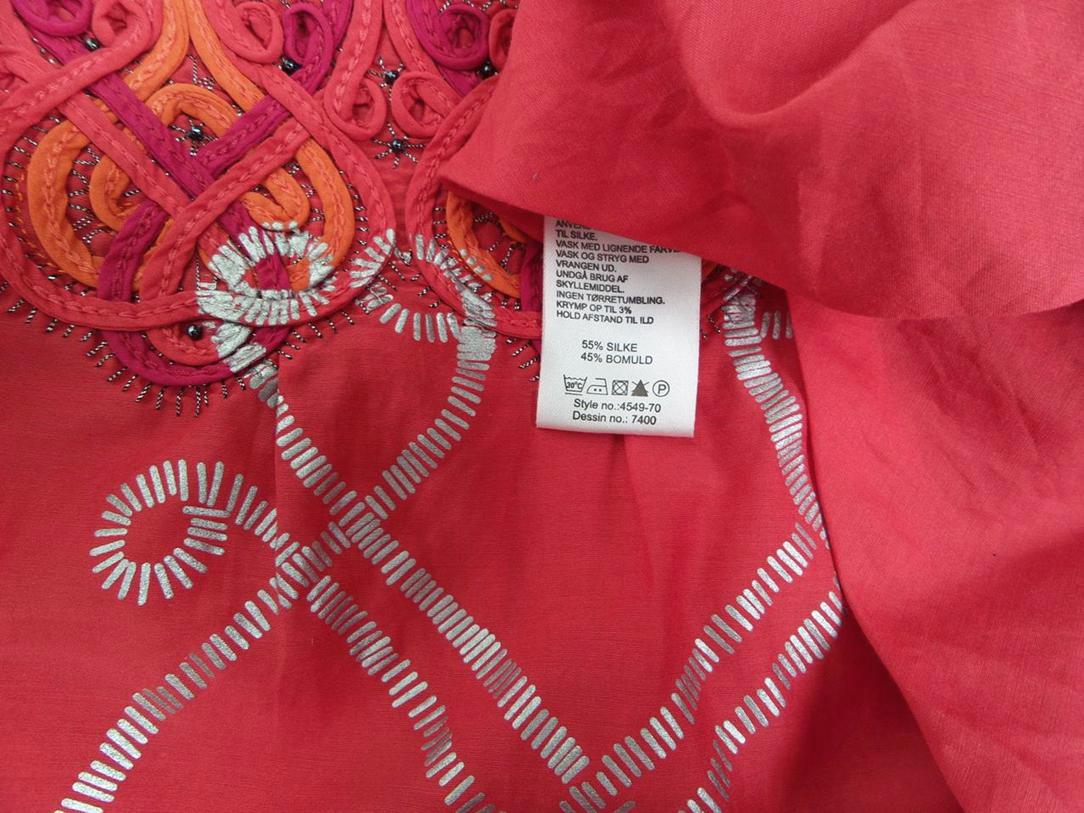 TIL SILKE.
VASK MED LIGNENDE FARVE
VASK OG STRYG MED
VRANGEN UD.
UNDGÅ BRUG AF
SKYLLEMIDDEL.
INGEN TØRRETUMBLING.
KRYMP OP TIL 3%
HOLD AFSTAND TIL ILD
55% SILKE
45% BOMULD
30°C P
Style no.:4549-70
Dessin no.: 7400